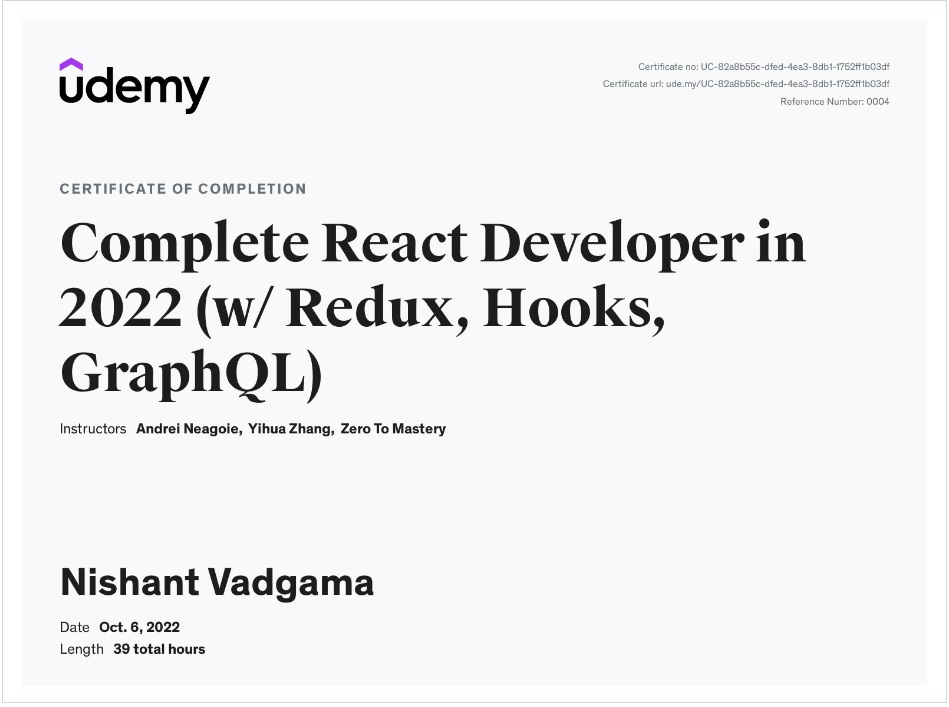 udemy
Certificate no: UC-82a8b55c-dfed-4ea3-8db1-1752ff1b03df
Certificate url: ude.my/UC-82a8b55c-dfed-4ea3-8db1-1752ff1b03df
Reference Number: 0004
CERTIFICATE OF COMPLETION
Complete React Developer in
2022 (w/ Redux, Hooks,
GraphQL)
Instructors Andrei Neagoie, Yihua Zhang, Zero To Mastery
Nishant Vadgama
Date Oct. 6, 2022
Length 39 total hours